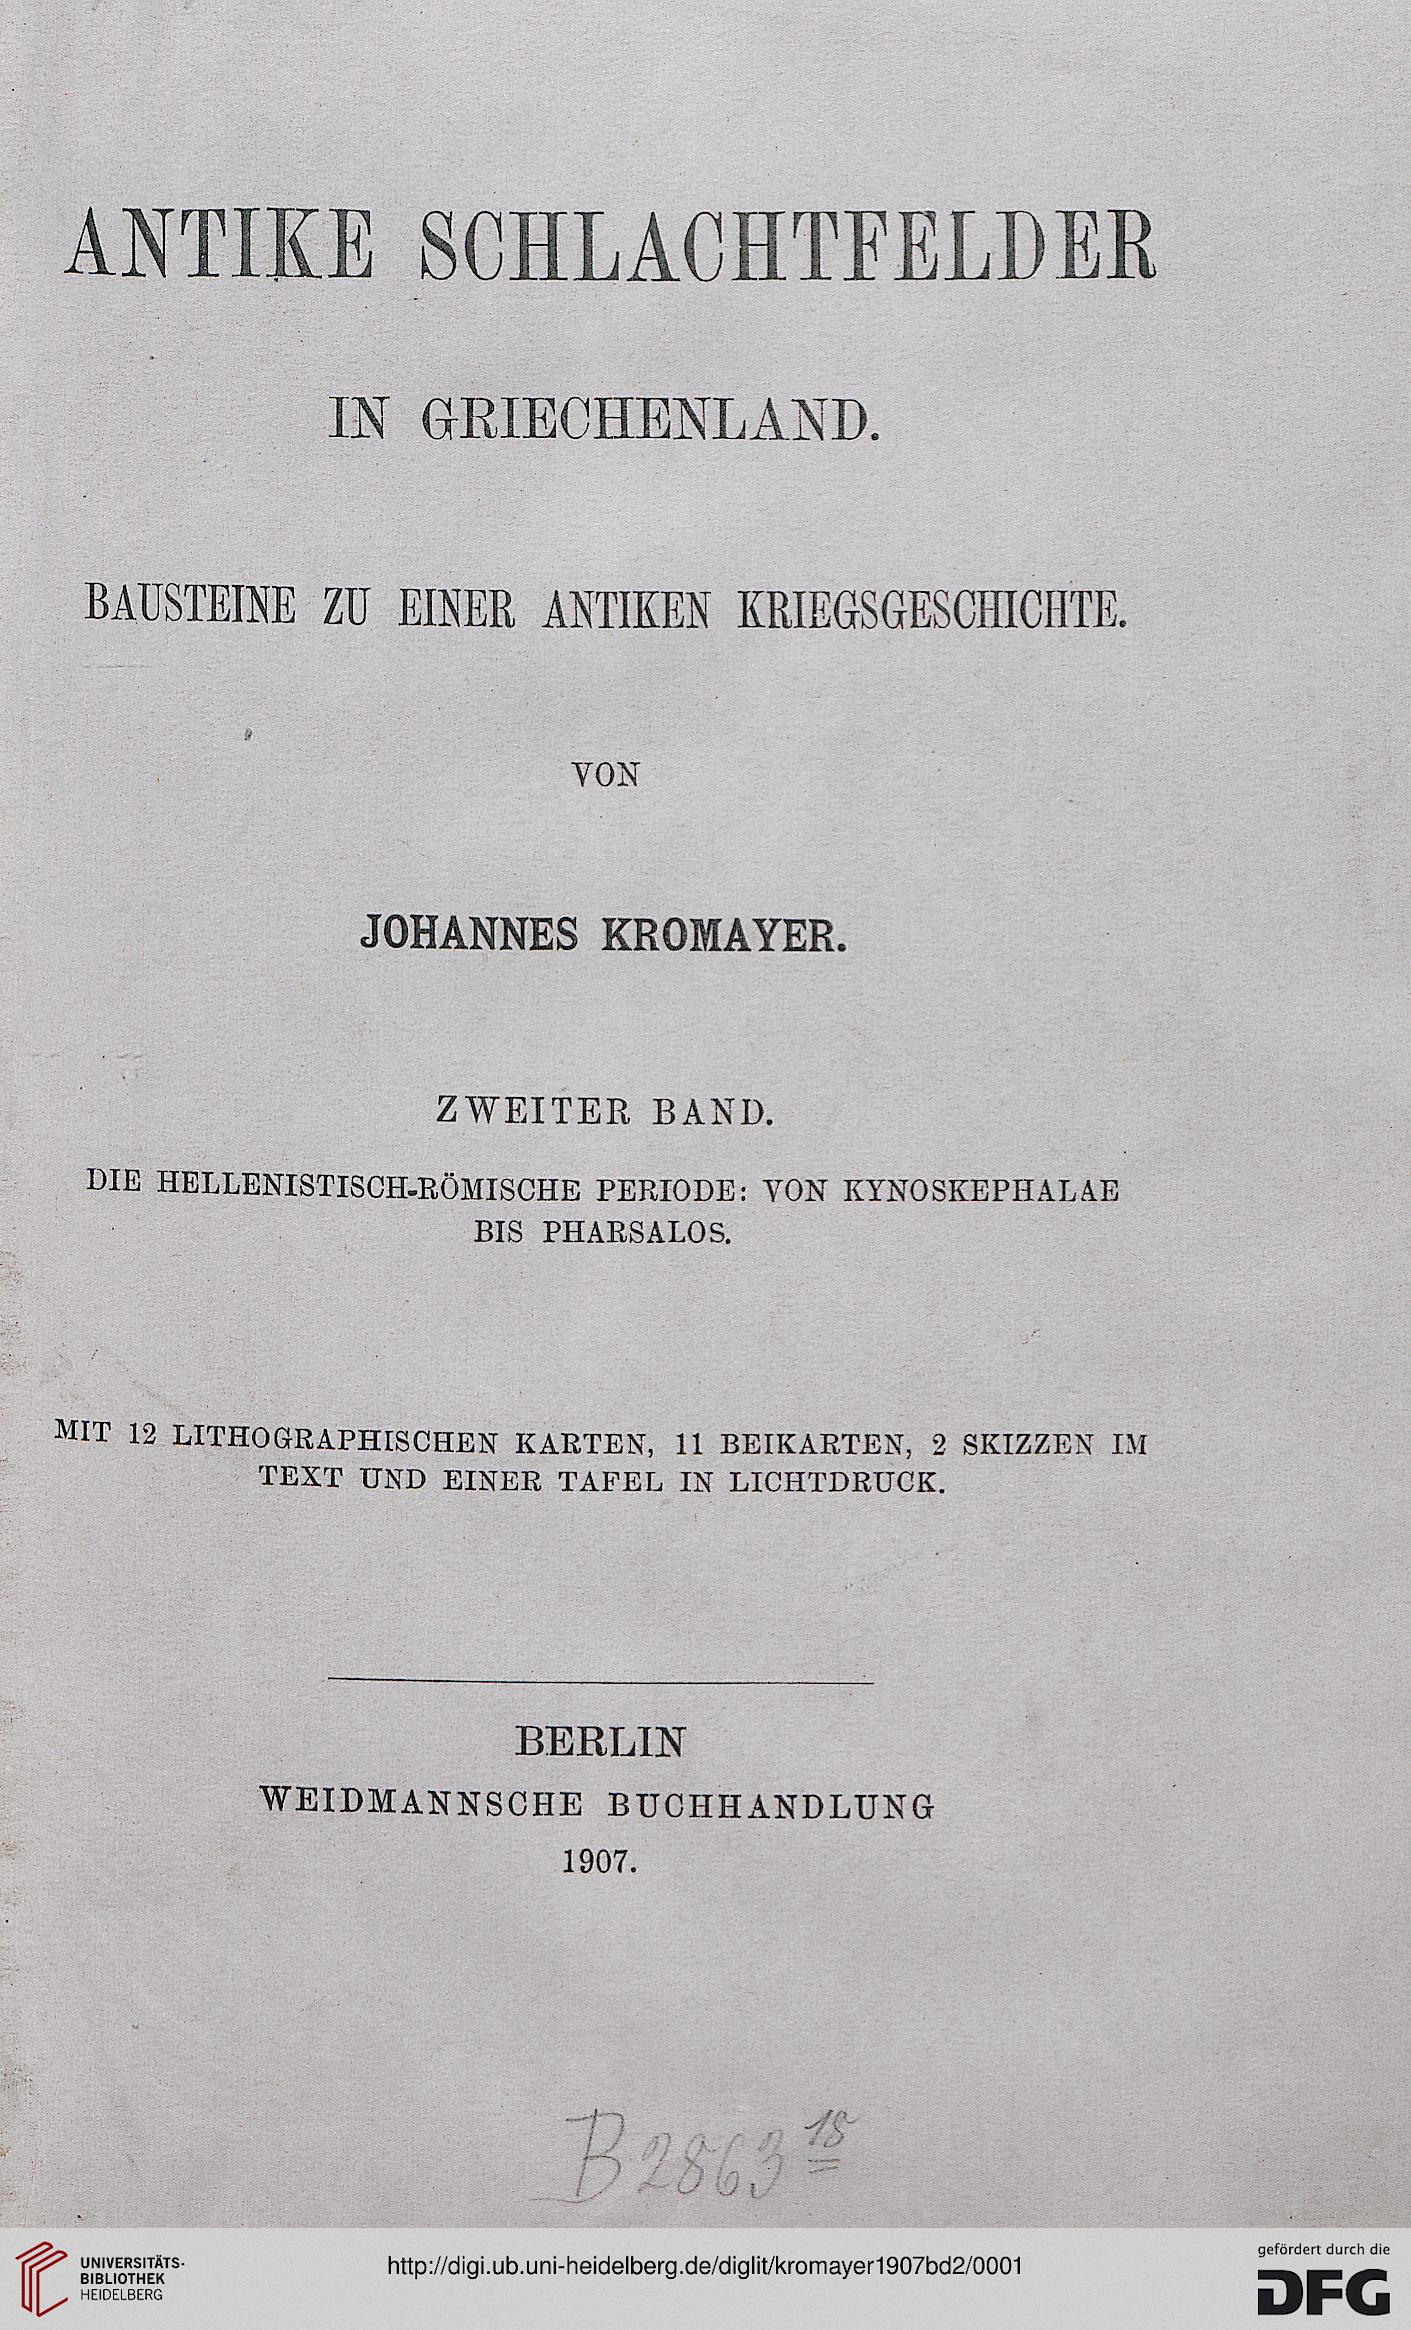 ANTIKE SCHLACHTFELDER
IN GRIECHENLAND.
BAUSTEINE ZU EINER ANTIKEN KRIEGSGESCHICHTE.
VON
JOHANNES KROMAYER.
ZWEITER BAND.
DIE HELLENISTISCH-RÖMISCHE PERIODE: VON KYNOSKEPHALAE
BIS PHARSALOS.
MIT 12 LITHOGRAPHISCHEN KARTEN, 11 BEIKARTEN, 2 SKIZZEN IM
TEXT UND EINER TAFEL IN LICHTDRUCK.
BERLIN
WEIDMANNSCHE BUCHHANDLUNG
1907.
B 2863 18
UNIVERSITÄTS-
BIBLIOTHEK
HEIDELBERG
http://digi.ub.uni-heidelberg.de/diglit/kromayer1907bd2/0001
gefördert durch die
DFG